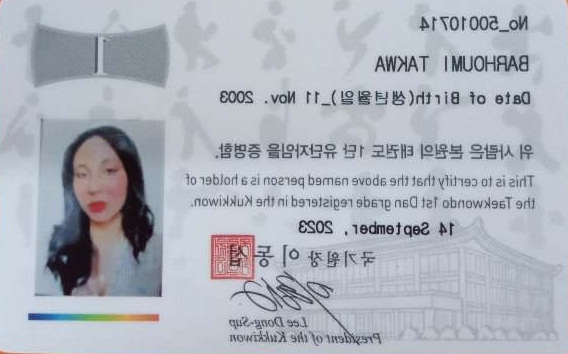 No_50010714
I
BARHOUMI TAKWA
Date of Birth(생년월일)_11 Nov. 2003
위 사람은 본원의 태권도 1단 유단자임을 증명함.
This is to certify that the above named person is a holder of
the Taekwondo 1st Dan grade registered in the Kukkiwon.
14 September, 2023
국기원장 이 동 섭
Lee Dong-Sup
President of the Kukkiwon